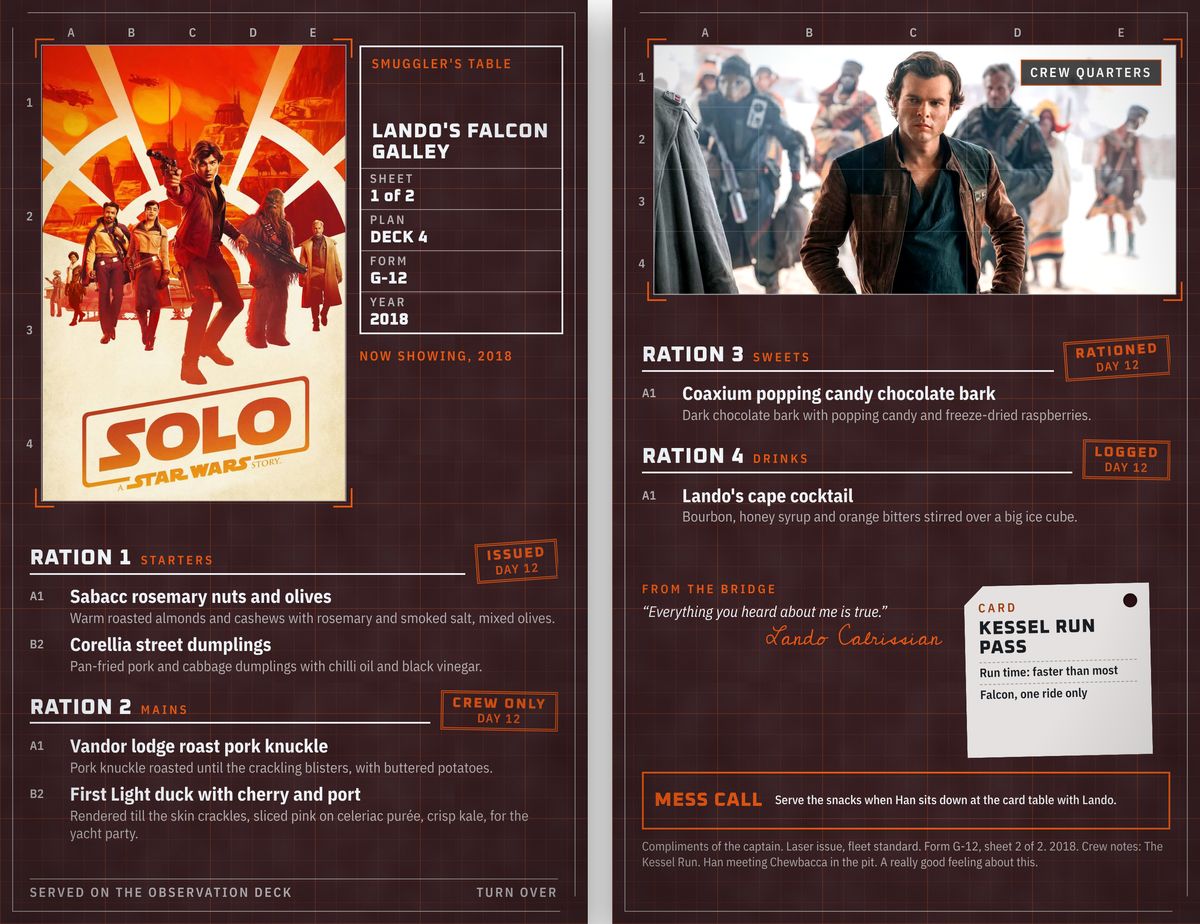 A B C D E
1
2
3
4
SOLO
A STAR WARS STORY.
SMUGGLER'S TABLE
LANDO'S FALCON
GALLEY
SHEET
1 of 2
PLAN
DECK 4
FORM
G-12
YEAR
2018
NOW SHOWING, 2018
RATION 1 STARTERS
ISSUED
DAY 12
A1 Sabacc rosemary nuts and olives
Warm roasted almonds and cashews with rosemary and smoked salt, mixed olives.
B2 Corellia street dumplings
Pan-fried pork and cabbage dumplings with chilli oil and black vinegar.
RATION 2 MAINS
CREW ONLY
DAY 12
A1 Vandor lodge roast pork knuckle
Pork knuckle roasted until the crackling blisters, with buttered potatoes.
B2 First Light duck with cherry and port
Rendered till the skin crackles, sliced pink on celeriac purée, crisp kale, for the
yacht party.
SERVED ON THE OBSERVATION DECK TURN OVER
A B C D E
1
2
3
4
CREW QUARTERS
RATION 3 SWEETS
RATIONED
DAY 12
A1 Coaxium popping candy chocolate bark
Dark chocolate bark with popping candy and freeze-dried raspberries.
RATION 4 DRINKS
LOGGED
DAY 12
A1 Lando's cape cocktail
Bourbon, honey syrup and orange bitters stirred over a big ice cube.
FROM THE BRIDGE
“Everything you heard about me is true.”
Lando Calrissian
CARD
KESSEL RUN
PASS
Run time: faster than most
Falcon, one ride only
MESS CALL Serve the snacks when Han sits down at the card table with Lando.
Compliments of the captain. Laser issue, fleet standard. Form G-12, sheet 2 of 2. 2018. Crew notes: The
Kessel Run. Han meeting Chewbacca in the pit. A really good feeling about this.